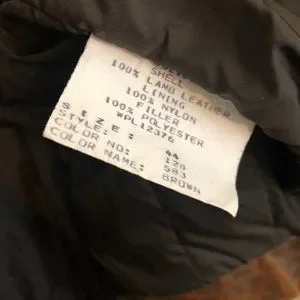 SHELL
100% LAMB LEATHER
LINING
100% NYLON
FILLER
100% POLYESTER
WPL12376
SIZE: 44
STYLE: 120
COLOR NO: 583
COLOR NAME: BROWN